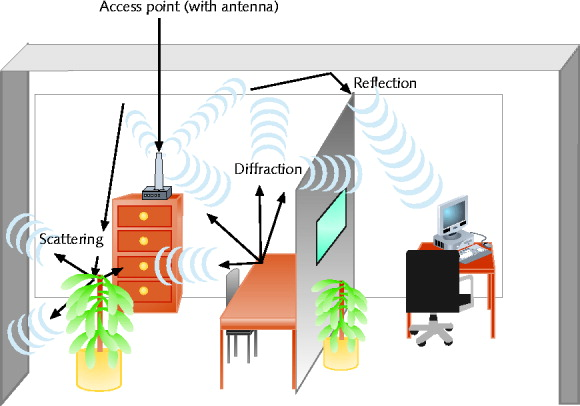 Access point (with antenna)
Reflection
Diffraction
Scattering